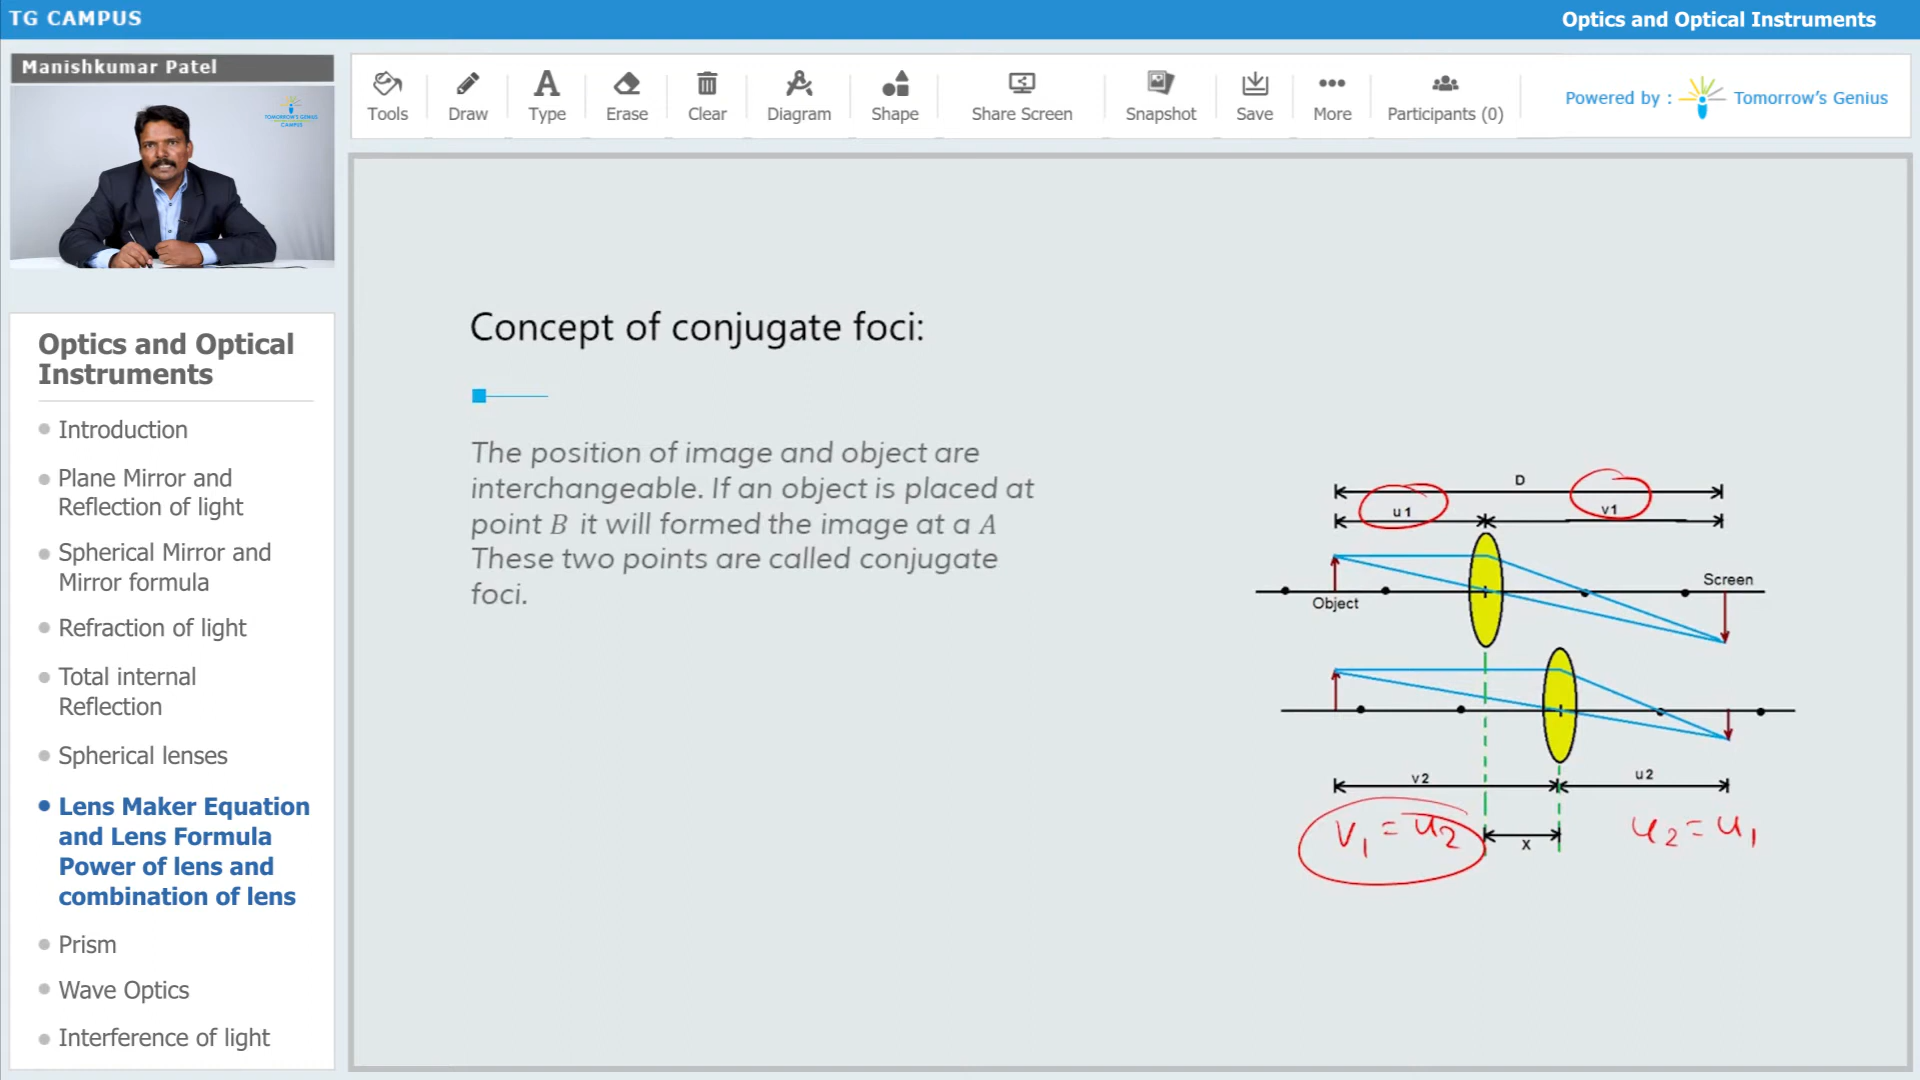 TG CAMPUS
Optics and Optical Instruments
Manishkumar Patel
TOMORROW'S GENIUS
CAMPUS
Tools
Draw
Type
Erase
Clear
Diagram
Shape
Share Screen
Snapshot
Save
More
Participants (0)
Powered by :
Tomorrow's Genius
Optics and Optical
Instruments
Introduction
Plane Mirror and
Reflection of light
Spherical Mirror and
Mirror formula
Refraction of light
Total internal
Reflection
Spherical lenses
Lens Maker Equation
and Lens Formula
Power of lens and
combination of lens
Prism
Wave Optics
Interference of light
Concept of conjugate foci:
The position of image and object are
interchangeable. If an object is placed at
point B it will formed the image at a A
These two points are called conjugate
foci.
D
u1
v1
Object
Screen
v2
u2
V1 = u2
x
u2 = u1